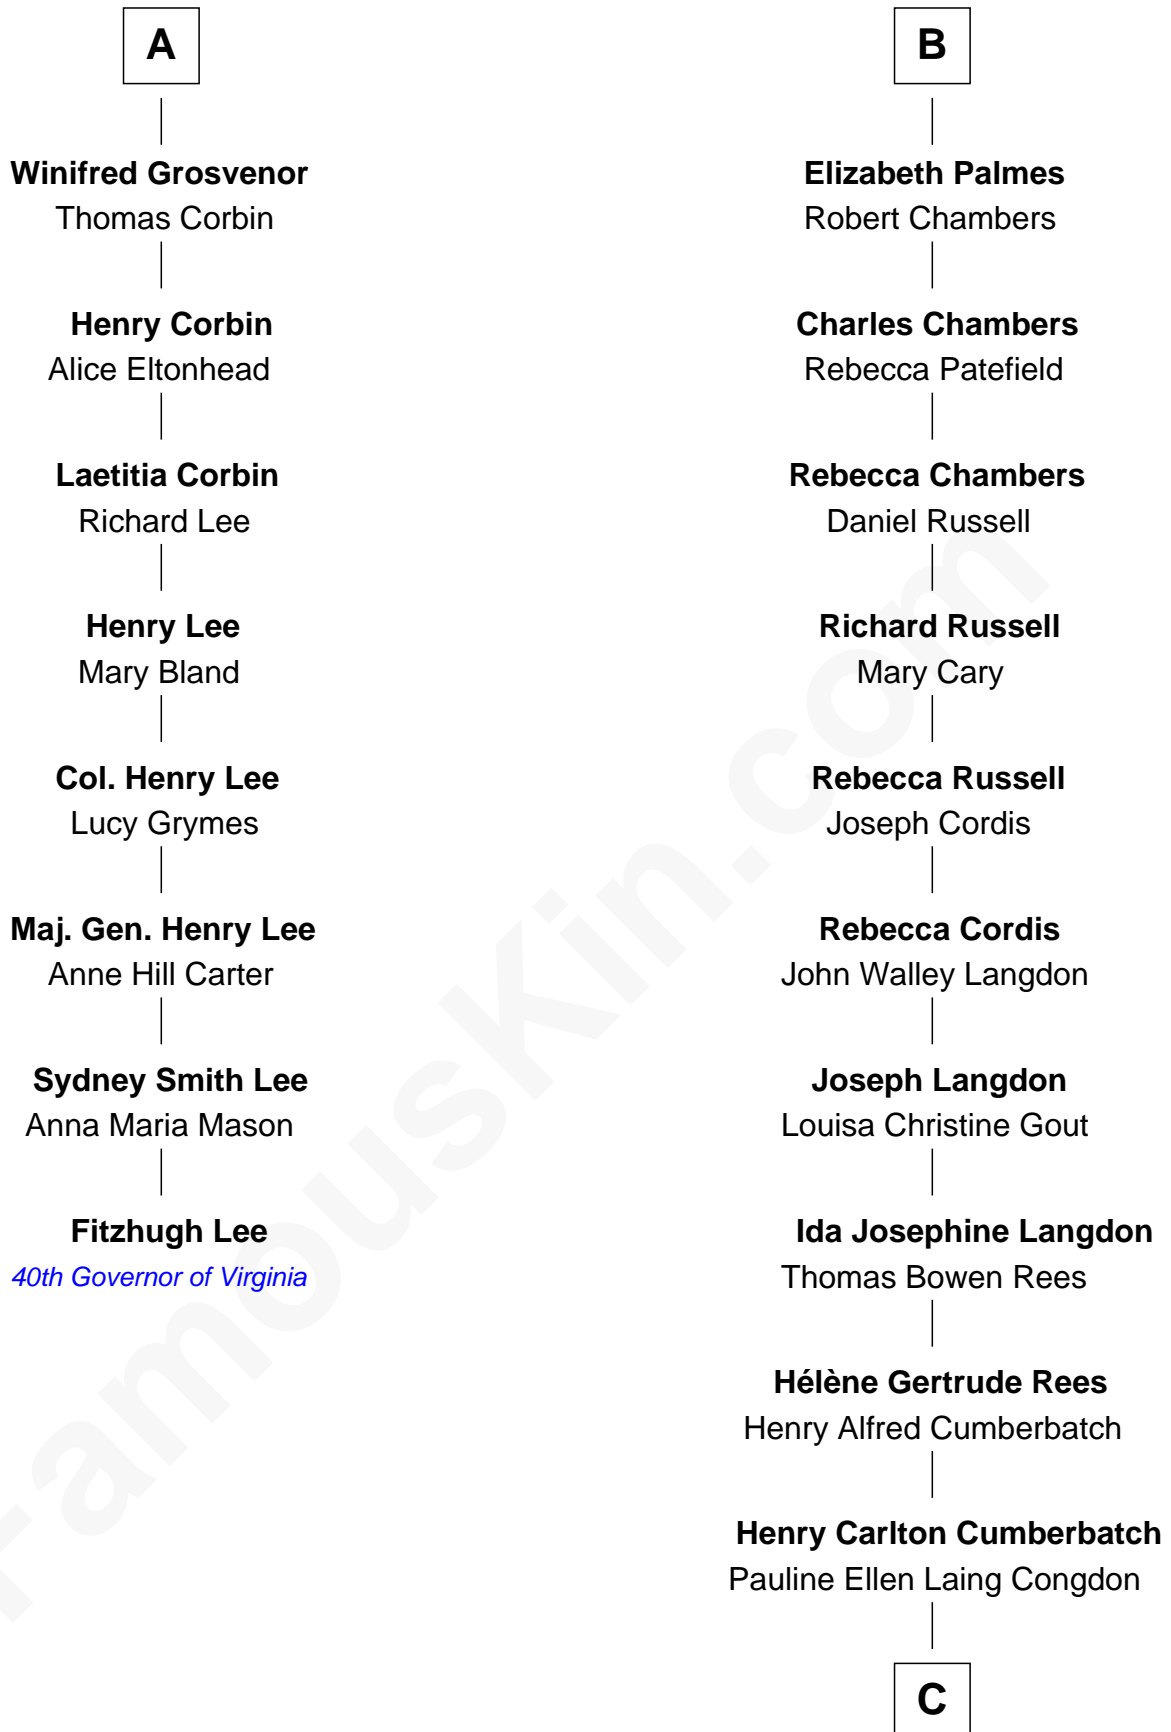 A
Winifred Grosvenor
Thomas Corbin
Henry Corbin
Alice Eltonhead
Laetitia Corbin
Richard Lee
Henry Lee
Mary Bland
Col. Henry Lee
Lucy Grymes
Maj. Gen. Henry Lee
Anne Hill Carter
Sydney Smith Lee
Anna Maria Mason
Fitzhugh Lee
40th Governor of Virginia
B
Elizabeth Palmes
Robert Chambers
Charles Chambers
Rebecca Patefield
Rebecca Chambers
Daniel Russell
Richard Russell
Mary Cary
Rebecca Russell
Joseph Cordis
Rebecca Cordis
John Walley Langdon
Joseph Langdon
Louisa Christine Gout
Ida Josephine Langdon
Thomas Bowen Rees
Hélène Gertrude Rees
Henry Alfred Cumberbatch
Henry Carlton Cumberbatch
Pauline Ellen Laing Congdon
C
FamousKin.com